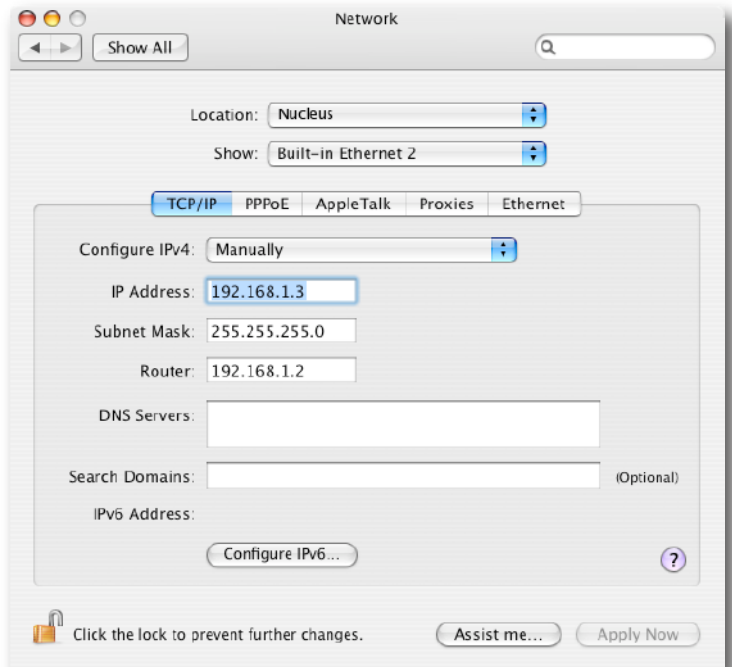 Network
Show All
Location: Nucleus
Show: Built-in Ethernet 2
TCP/IP PPPoE AppleTalk Proxies Ethernet
Configure IPv4: Manually
IP Address: 192.168.1.3
Subnet Mask: 255.255.255.0
Router: 192.168.1.2
DNS Servers:
Search Domains: (Optional)
IPv6 Address:
Configure IPv6...
?
Click the lock to prevent further changes. Assist me... Apply Now